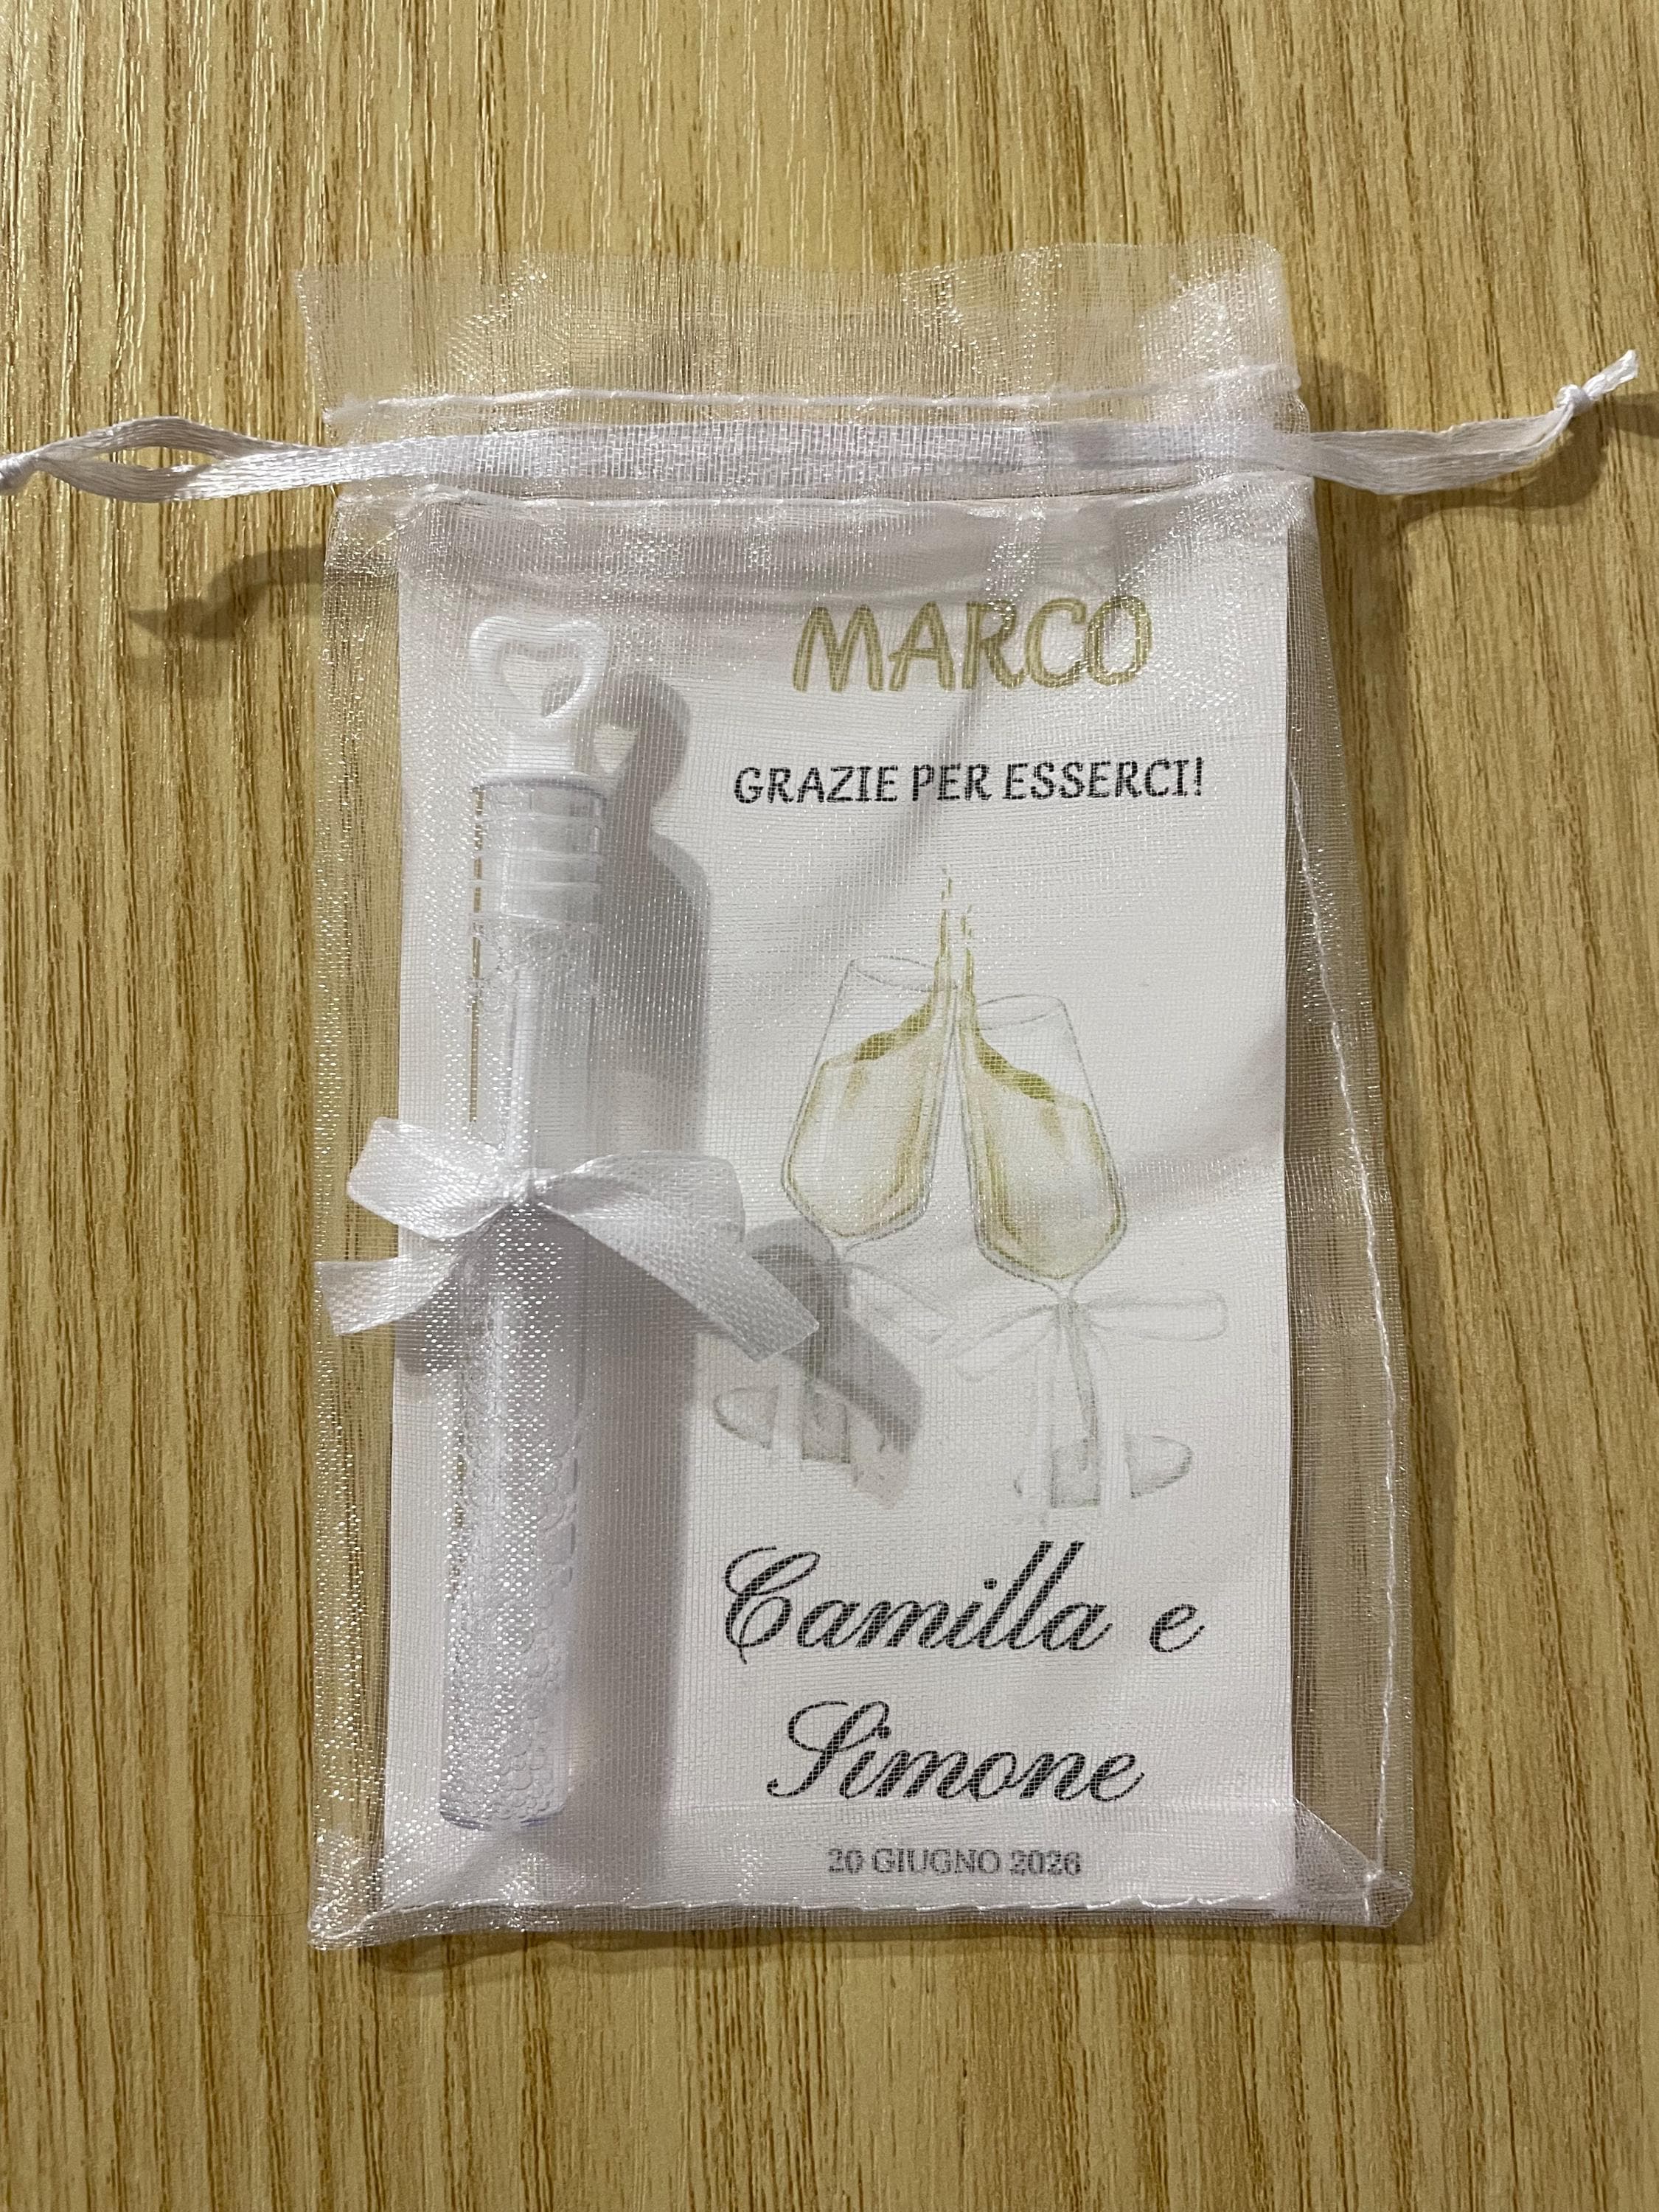 MARCO
GRAZIE PER ESSERCI!
Camilla e
Simone
20 GIUGNO 2026